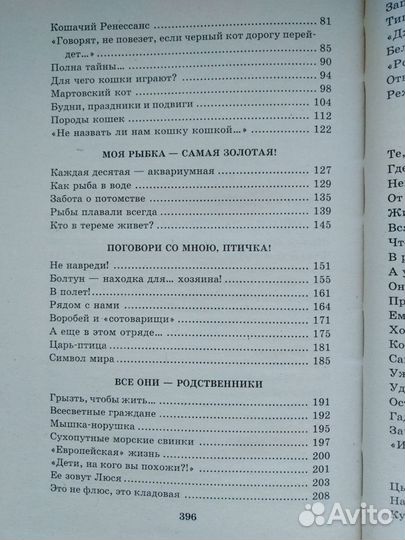 Кошачий Ренессанс 81
«Говорят, не повезет, если черный кот дорогу перей-
дет...» 85
Полна тайны... 90
Для чего кошки играют? 94
Мартовский кот 98
Будни, праздники и подвиги 104
Породы кошек 112
«Не назвать ли нам кошку кошкой...» 122
МОЯ РЫБКА — САМАЯ ЗОЛОТАЯ!
Каждая десятая — аквариумная 127
Как рыба в воде 129
Забота о потомстве 135
Рыбы плавали всегда 139
Кто в тереме живет? 145
ПОГОВОРИ СО МНОЮ, ПТИЧКА!
Не навреди! 151
Болтун — находка для... хозяина! 155
В полет! 161
Рядом с нами 164
Воробей и «сотоварищи» 171
А еще в этом отряде... 175
Царь-птица 181
Символ мира 185
ВСЕ ОНИ — РОДСТВЕННИКИ
Грызть, чтобы жить... 191
Всесветные граждане 192
Мышка-норушка 195
Сухопутные морские свинки 197
«Европейская» жизнь 200
«Дети, на кого вы похожи?!» 201
Ее зовут Люся 203
Это не флюс, это кладовая 208
396
Avito